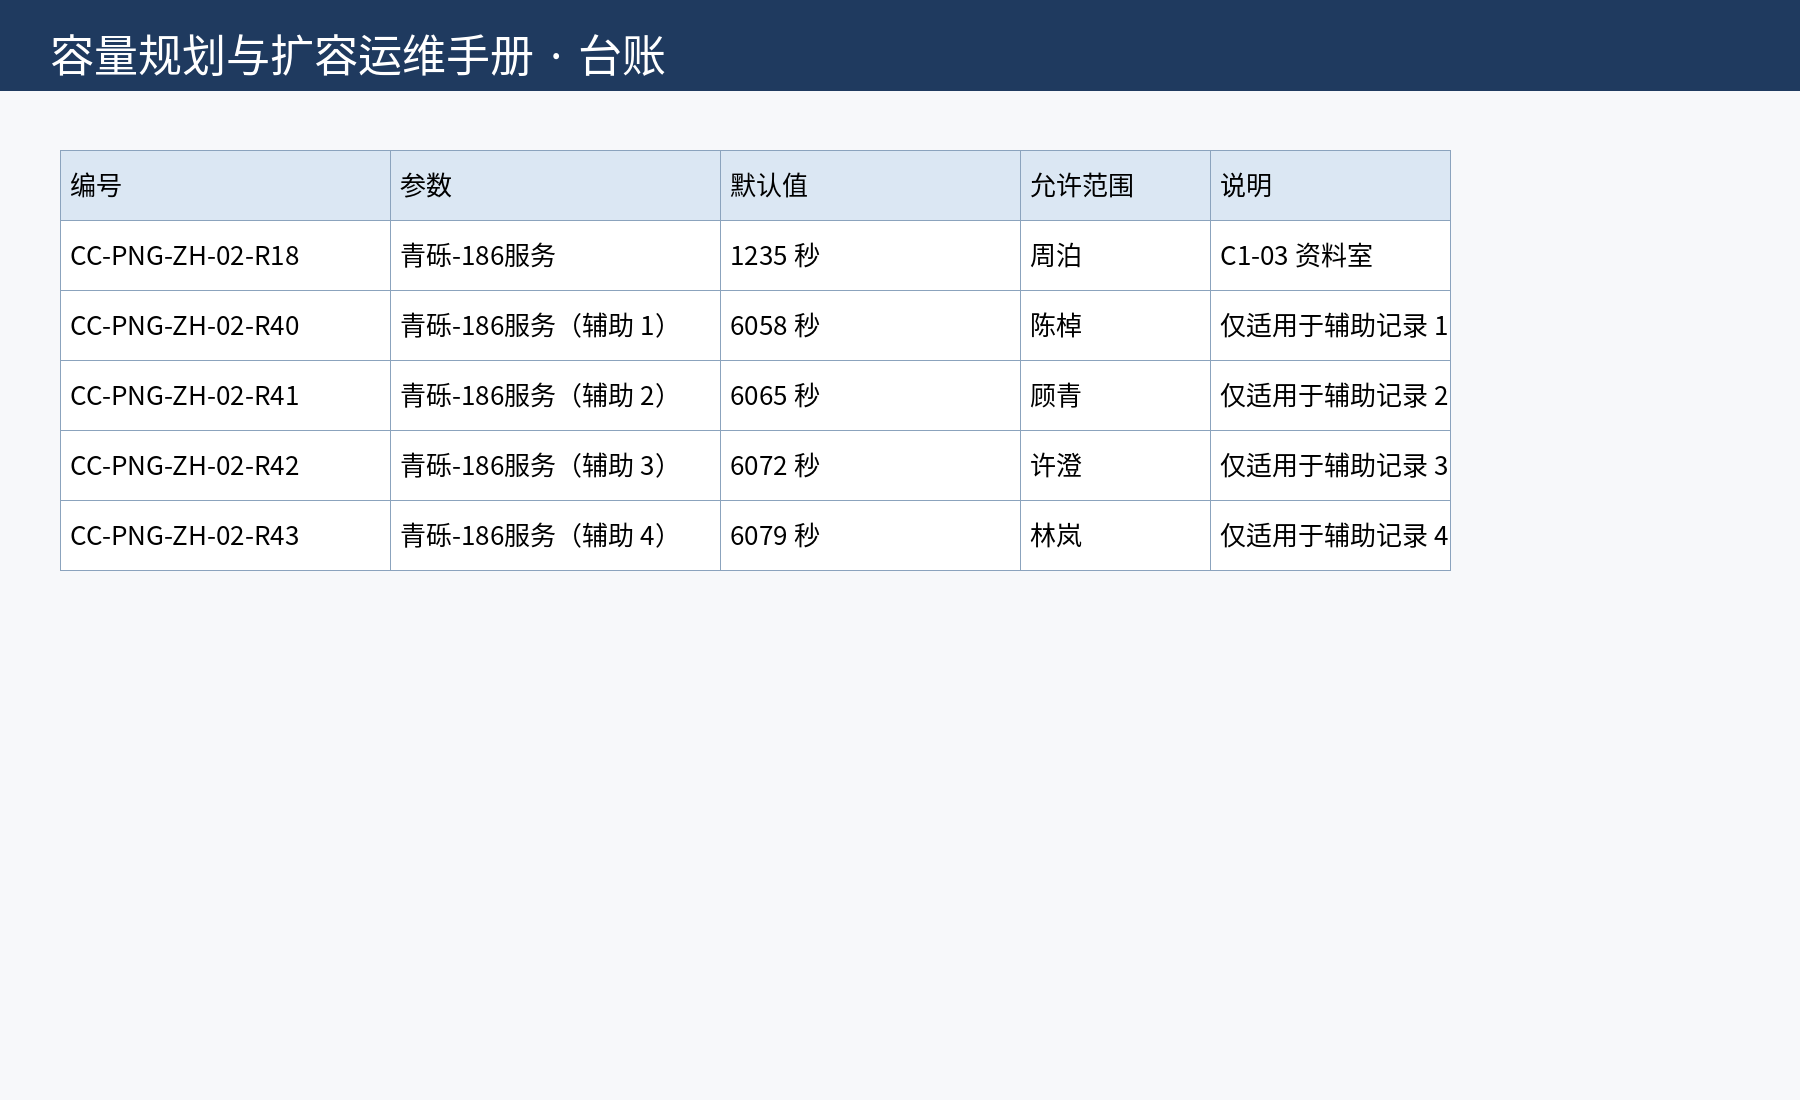 容量规划与扩容运维手册 · 台账
编号 参数 默认值 允许范围 说明
CC-PNG-ZH-02-R18 青砾-186服务 1235 秒 周泊 C1-03 资料室
CC-PNG-ZH-02-R40 青砾-186服务（辅助 1） 6058 秒 陈棹 仅适用于辅助记录 1
CC-PNG-ZH-02-R41 青砾-186服务（辅助 2） 6065 秒 顾青 仅适用于辅助记录 2
CC-PNG-ZH-02-R42 青砾-186服务（辅助 3） 6072 秒 许澄 仅适用于辅助记录 3
CC-PNG-ZH-02-R43 青砾-186服务（辅助 4） 6079 秒 林岚 仅适用于辅助记录 4